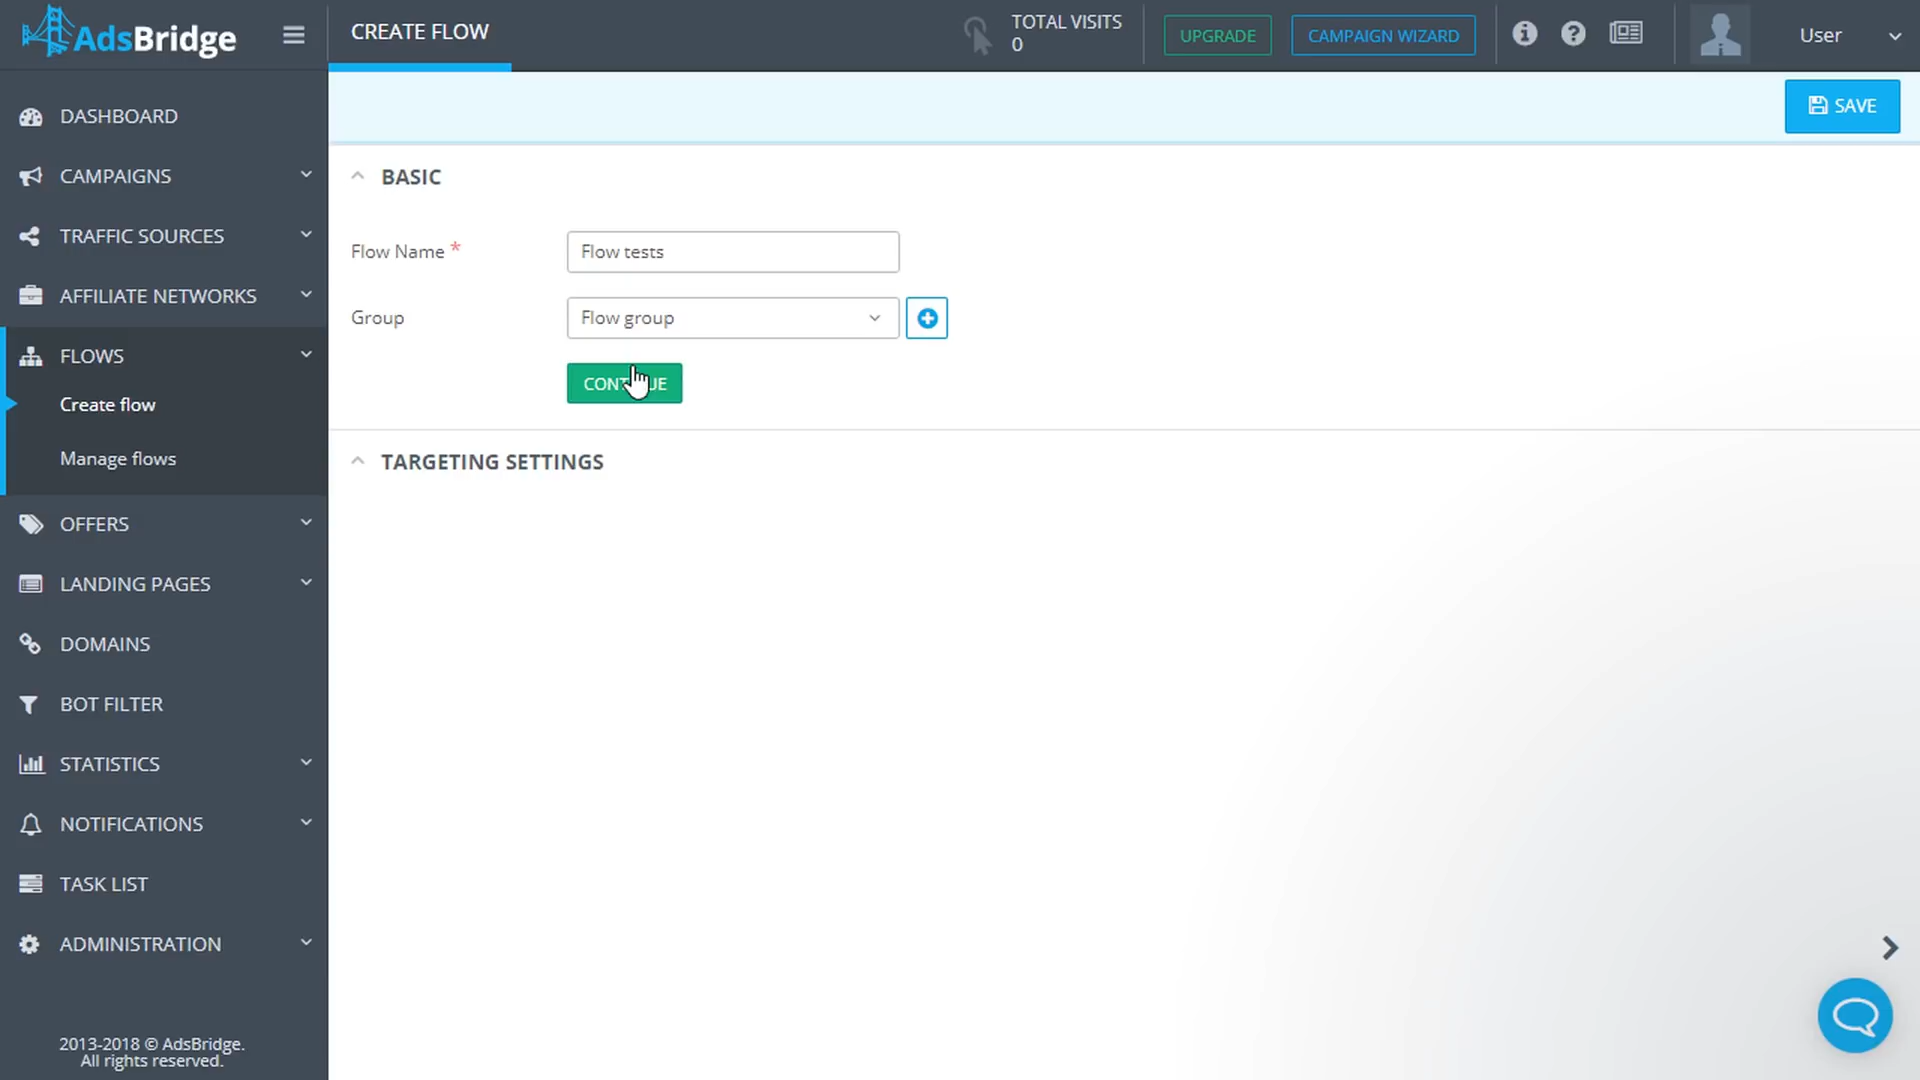 AdsBridge
CREATE FLOW
TOTAL VISITS
0
UPGRADE
CAMPAIGN WIZARD
User
SAVE
DASHBOARD
CAMPAIGNS
TRAFFIC SOURCES
AFFILIATE NETWORKS
FLOWS
Create flow
Manage flows
OFFERS
LANDING PAGES
DOMAINS
BOT FILTER
STATISTICS
NOTIFICATIONS
TASK LIST
ADMINISTRATION
2013-2018 © AdsBridge.
All rights reserved.
BASIC
Flow Name *
Flow tests
Group
Flow group
TARGETING SETTINGS